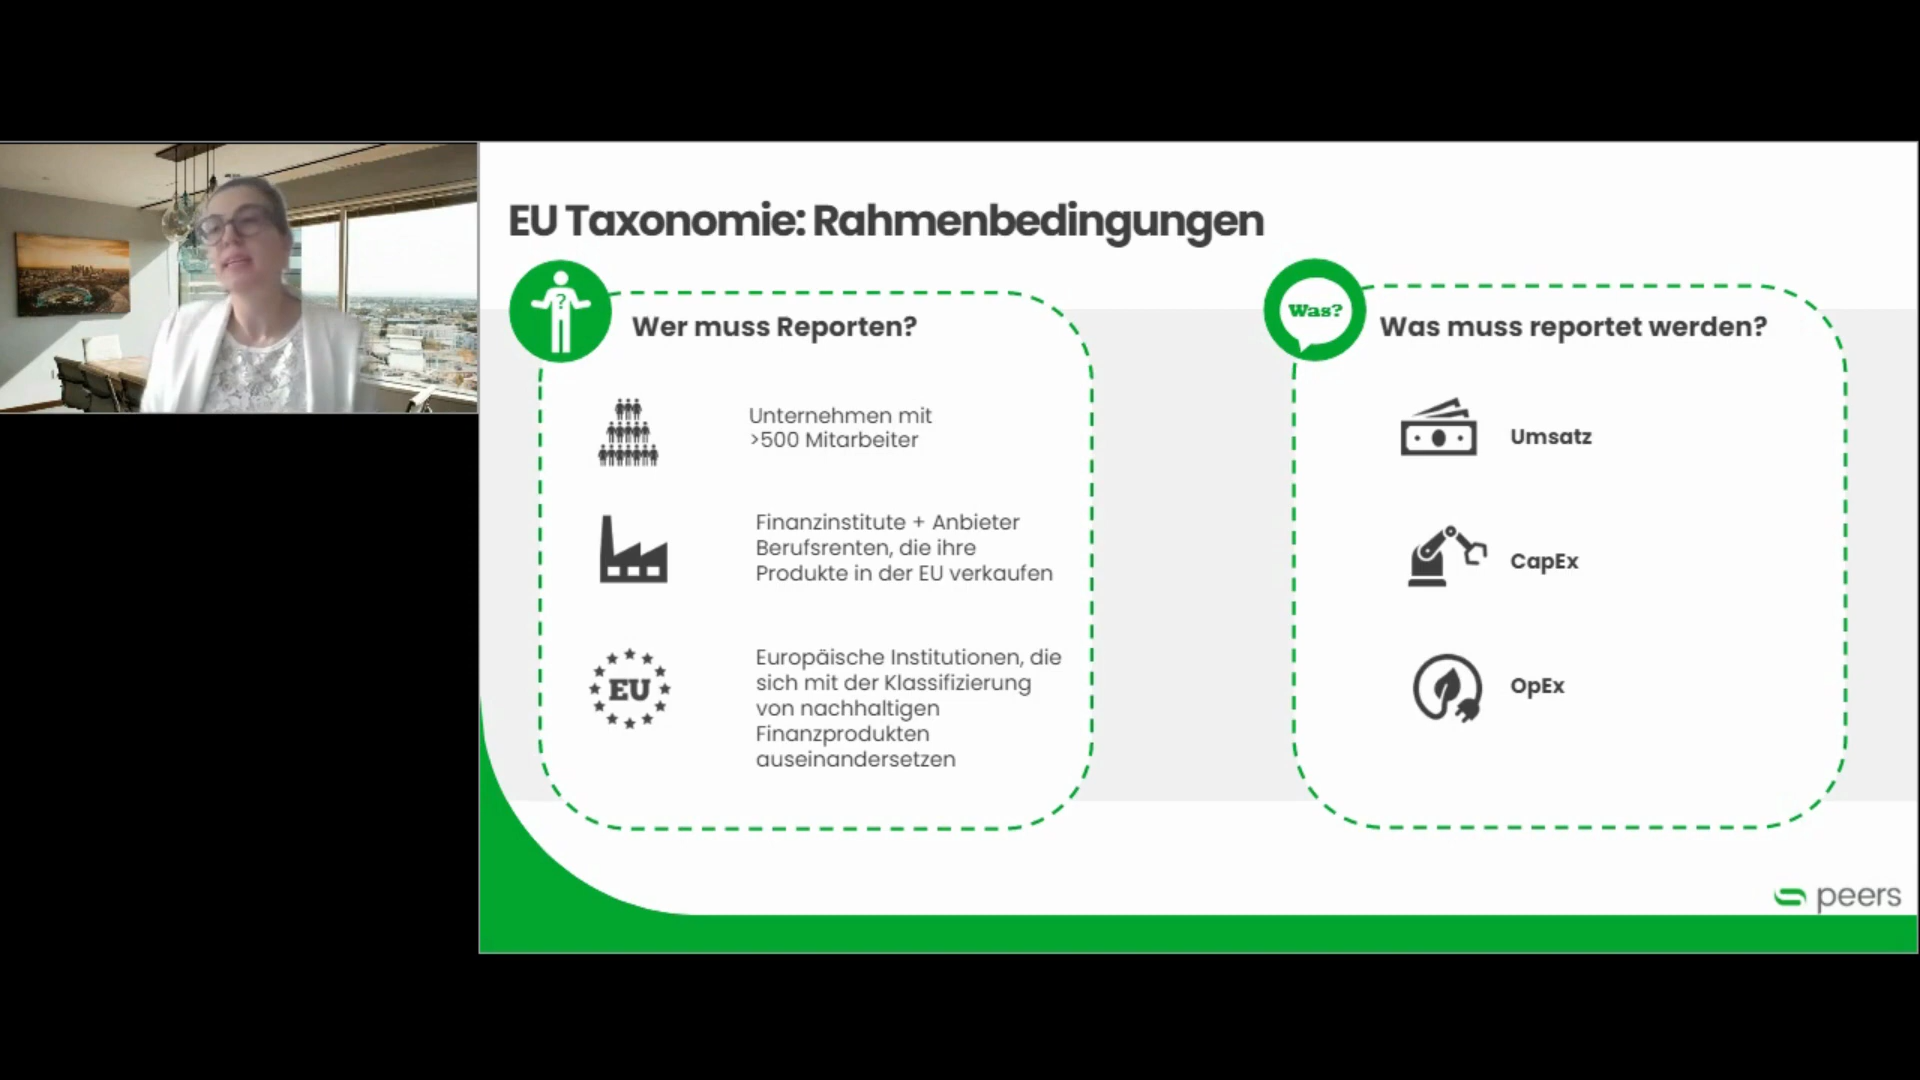 EU Taxonomie: Rahmenbedingungen
?
Wer muss Reporten?
Unternehmen mit
>500 Mitarbeiter
Finanzinstitute + Anbieter
Berufsrenten, die ihre
Produkte in der EU verkaufen
EU
Europäische Institutionen, die
sich mit der Klassifizierung
von nachhaltigen
Finanzprodukten
auseinandersetzen
Was?
Was muss reportet werden?
Umsatz
CapEx
OpEx
peers